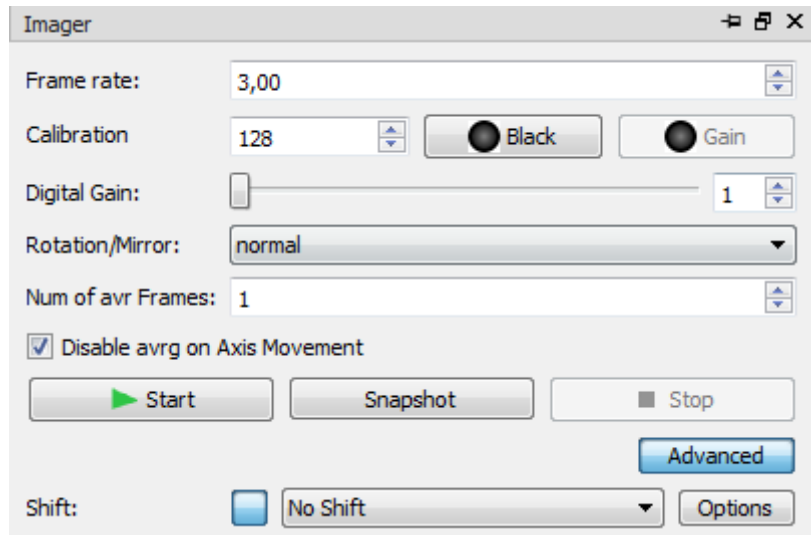 Imager
Frame rate: 3,00
Calibration 128 Black Gain
Digital Gain: 1
Rotation/Mirror: normal
Num of avr Frames: 1
Disable avrg on Axis Movement
Start Snapshot Stop
Advanced
Shift: No Shift Options